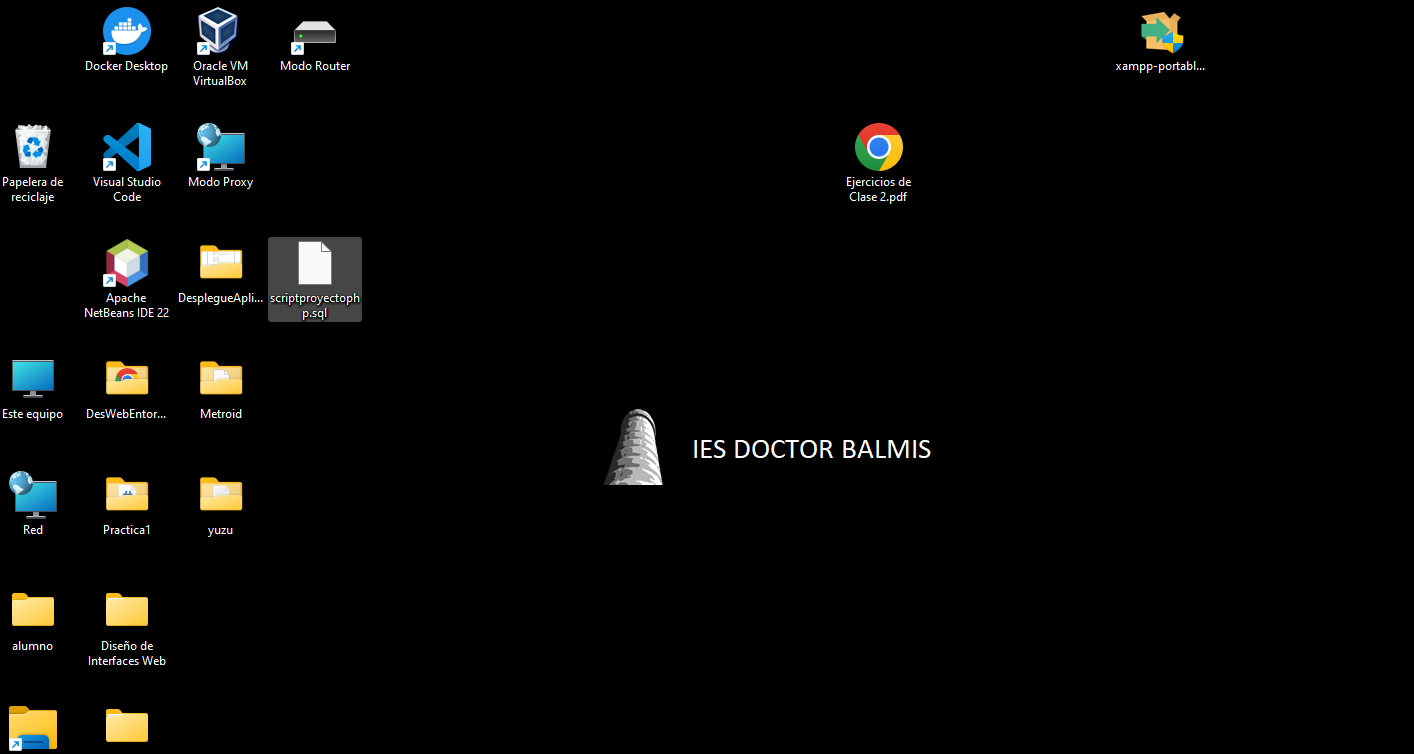 Docker Desktop
Oracle VM
VirtualBox
Modo Router
xampp-portabl...
Papelera de
reciclaje
Visual Studio
Code
Modo Proxy
Ejercicios de
Clase 2.pdf
Apache
NetBeans IDE 22
DesplegueApli...
scriptproyectoph
p.sql
Este equipo
DesWebEntor...
Metroid
IES DOCTOR BALMIS
Red
Practica1
yuzu
alumno
Diseño de
Interfaces Web